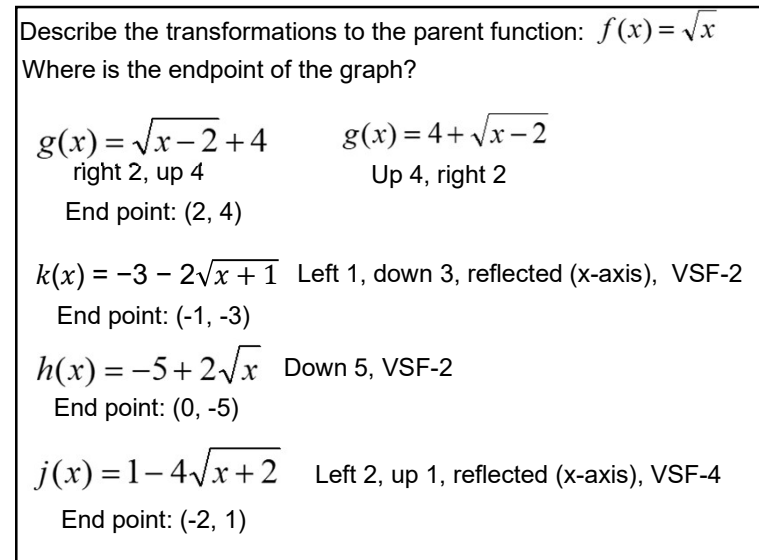 Describe the transformations to the parent function: f(x) = √x
Where is the endpoint of the graph?
g(x) = √(x − 2) + 4 g(x) = 4 + √(x − 2)
right 2, up 4 Up 4, right 2
End point: (2, 4)
k(x) = −3 − 2√(x + 1) Left 1, down 3, reflected (x-axis), VSF-2
End point: (-1, -3)
h(x) = −5 + 2√x Down 5, VSF-2
End point: (0, -5)
j(x) = 1 − 4√(x + 2) Left 2, up 1, reflected (x-axis), VSF-4
End point: (-2, 1)